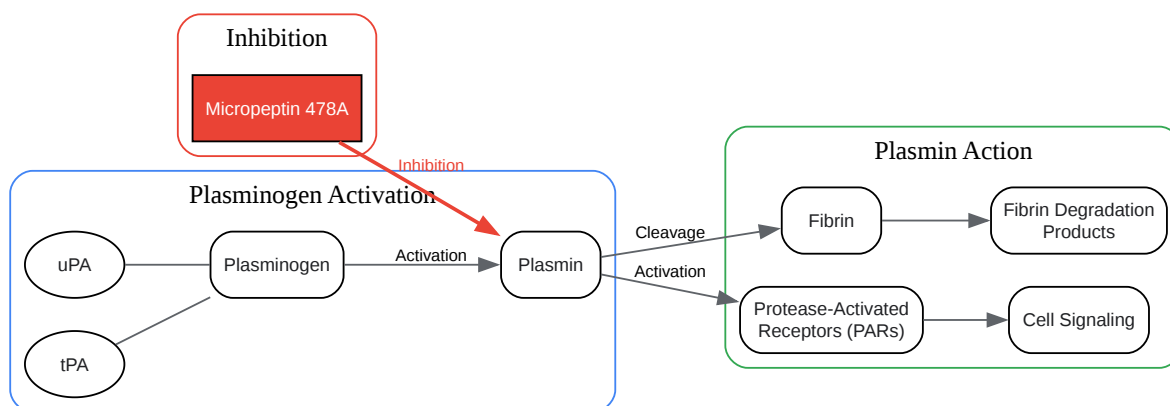 Inhibition
Micropeptin 478A
Inhibition
Plasminogen Activation
uPA
tPA
Plasminogen
Activation
Plasmin
Cleavage
Activation
Plasmin Action
Fibrin
Fibrin Degradation
Products
Protease-Activated
Receptors (PARs)
Cell Signaling